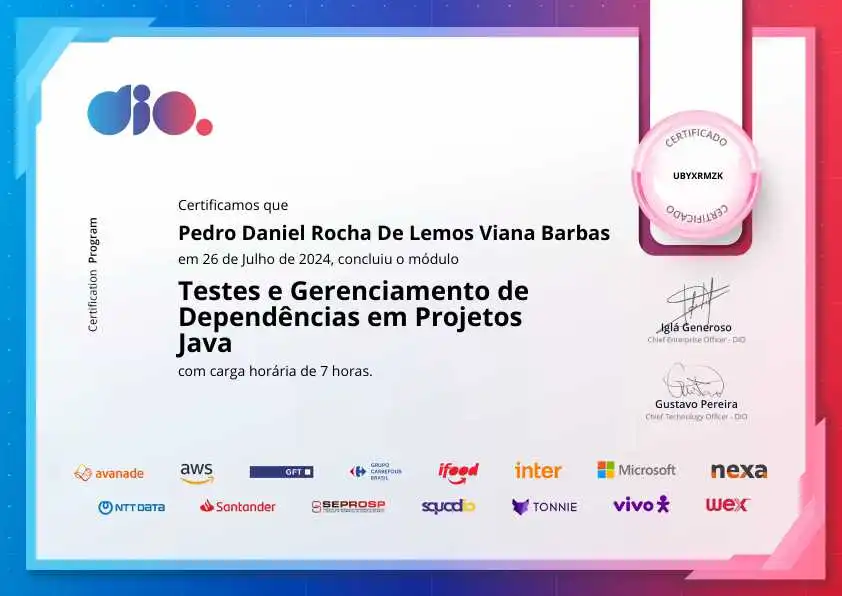 dio.
CERTIFICADO
UBYXRMZK
CERTIFICADO
Certification Program
Certificamos que
Pedro Daniel Rocha De Lemos Viana Barbas
em 26 de Julho de 2024, concluiu o módulo
Testes e Gerenciamento de
Dependências em Projetos
Java
com carga horária de 7 horas.
Iglá Generoso
Chief Enterprise Officer - DIO
Gustavo Pereira
Chief Technology Officer - DIO
avanade
aws
GFT
GRUPO
CARREFOUR
BRASIL
ifood
inter
Microsoft
nexa
NTT DATA
Santander
SEPROSP
squadio
TONNIE
vivo
wex